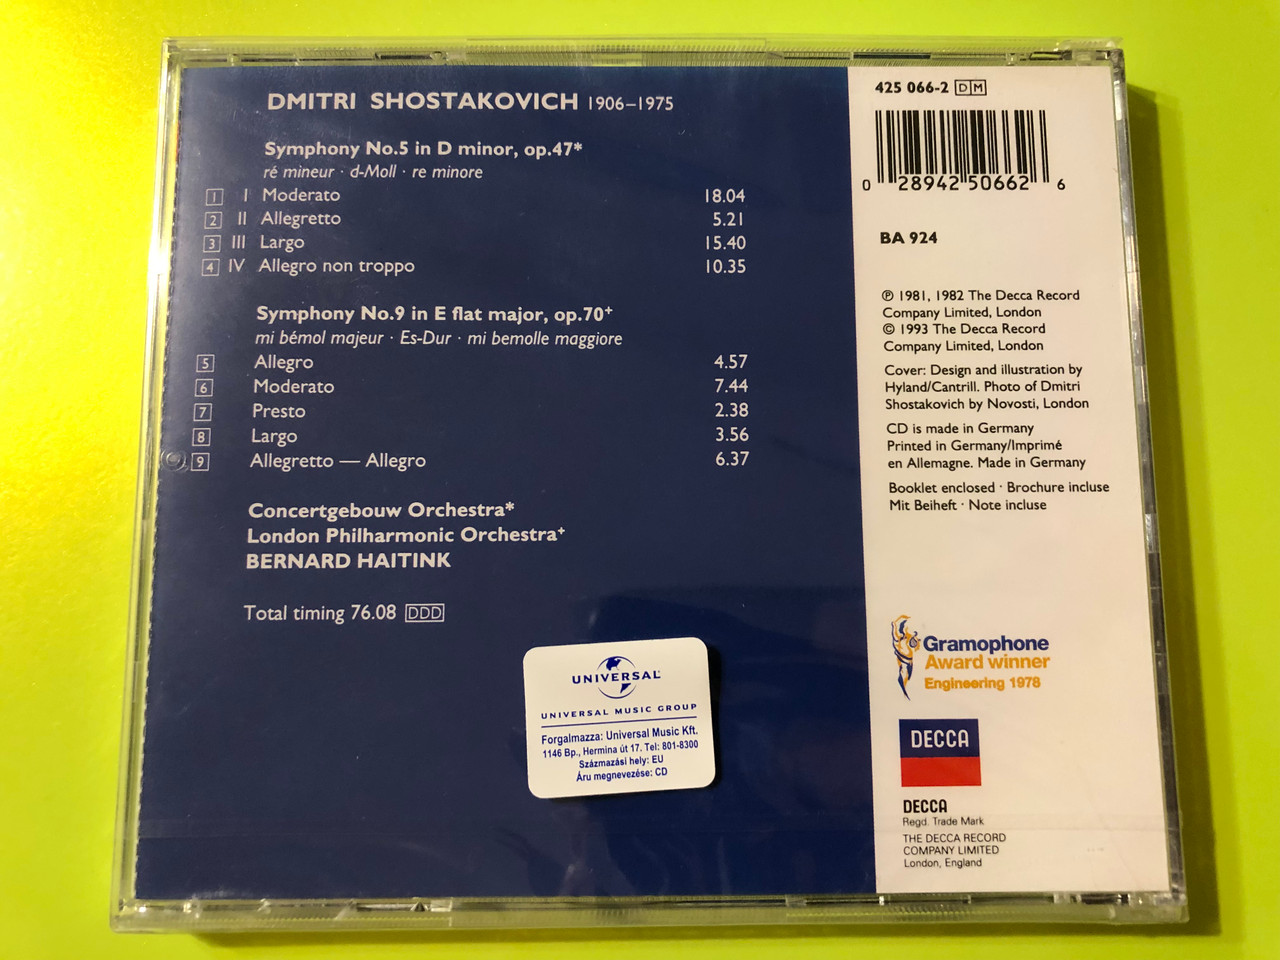 DMITRI SHOSTAKOVICH 1906–1975
Symphony No.5 in D minor, op.47*
ré mineur · d-Moll · re minore
1 I Moderato 18.04
2 II Allegretto 5.21
3 III Largo 15.40
4 IV Allegro non troppo 10.35
Symphony No.9 in E flat major, op.70+
mi bémol majeur · Es-Dur · mi bemolle maggiore
5 Allegro 4.57
6 Moderato 7.44
7 Presto 2.38
8 Largo 3.56
9 Allegretto — Allegro 6.37
Concertgebouw Orchestra*
London Philharmonic Orchestra+
BERNARD HAITINK
Total timing 76.08 DDD
UNIVERSAL
UNIVERSAL MUSIC GROUP
Forgalmazza: Universal Music Kft.
1146 Bp., Hermina út 17. Tel: 801-8300
Származási hely: EU
Áru megnevezése: CD
425 066-2 DM
0 28942 50662 6
BA 924
℗ 1981, 1982 The Decca Record
Company Limited, London
© 1993 The Decca Record
Company Limited, London
Cover: Design and illustration by
Hyland/Cantrill. Photo of Dmitri
Shostakovich by Novosti, London
CD is made in Germany
Printed in Germany/Imprimé
en Allemagne. Made in Germany
Booklet enclosed · Brochure incluse
Mit Beiheft · Note incluse
Gramophone
Award winner
Engineering 1978
DECCA
DECCA
Regd. Trade Mark
THE DECCA RECORD
COMPANY LIMITED
London, England